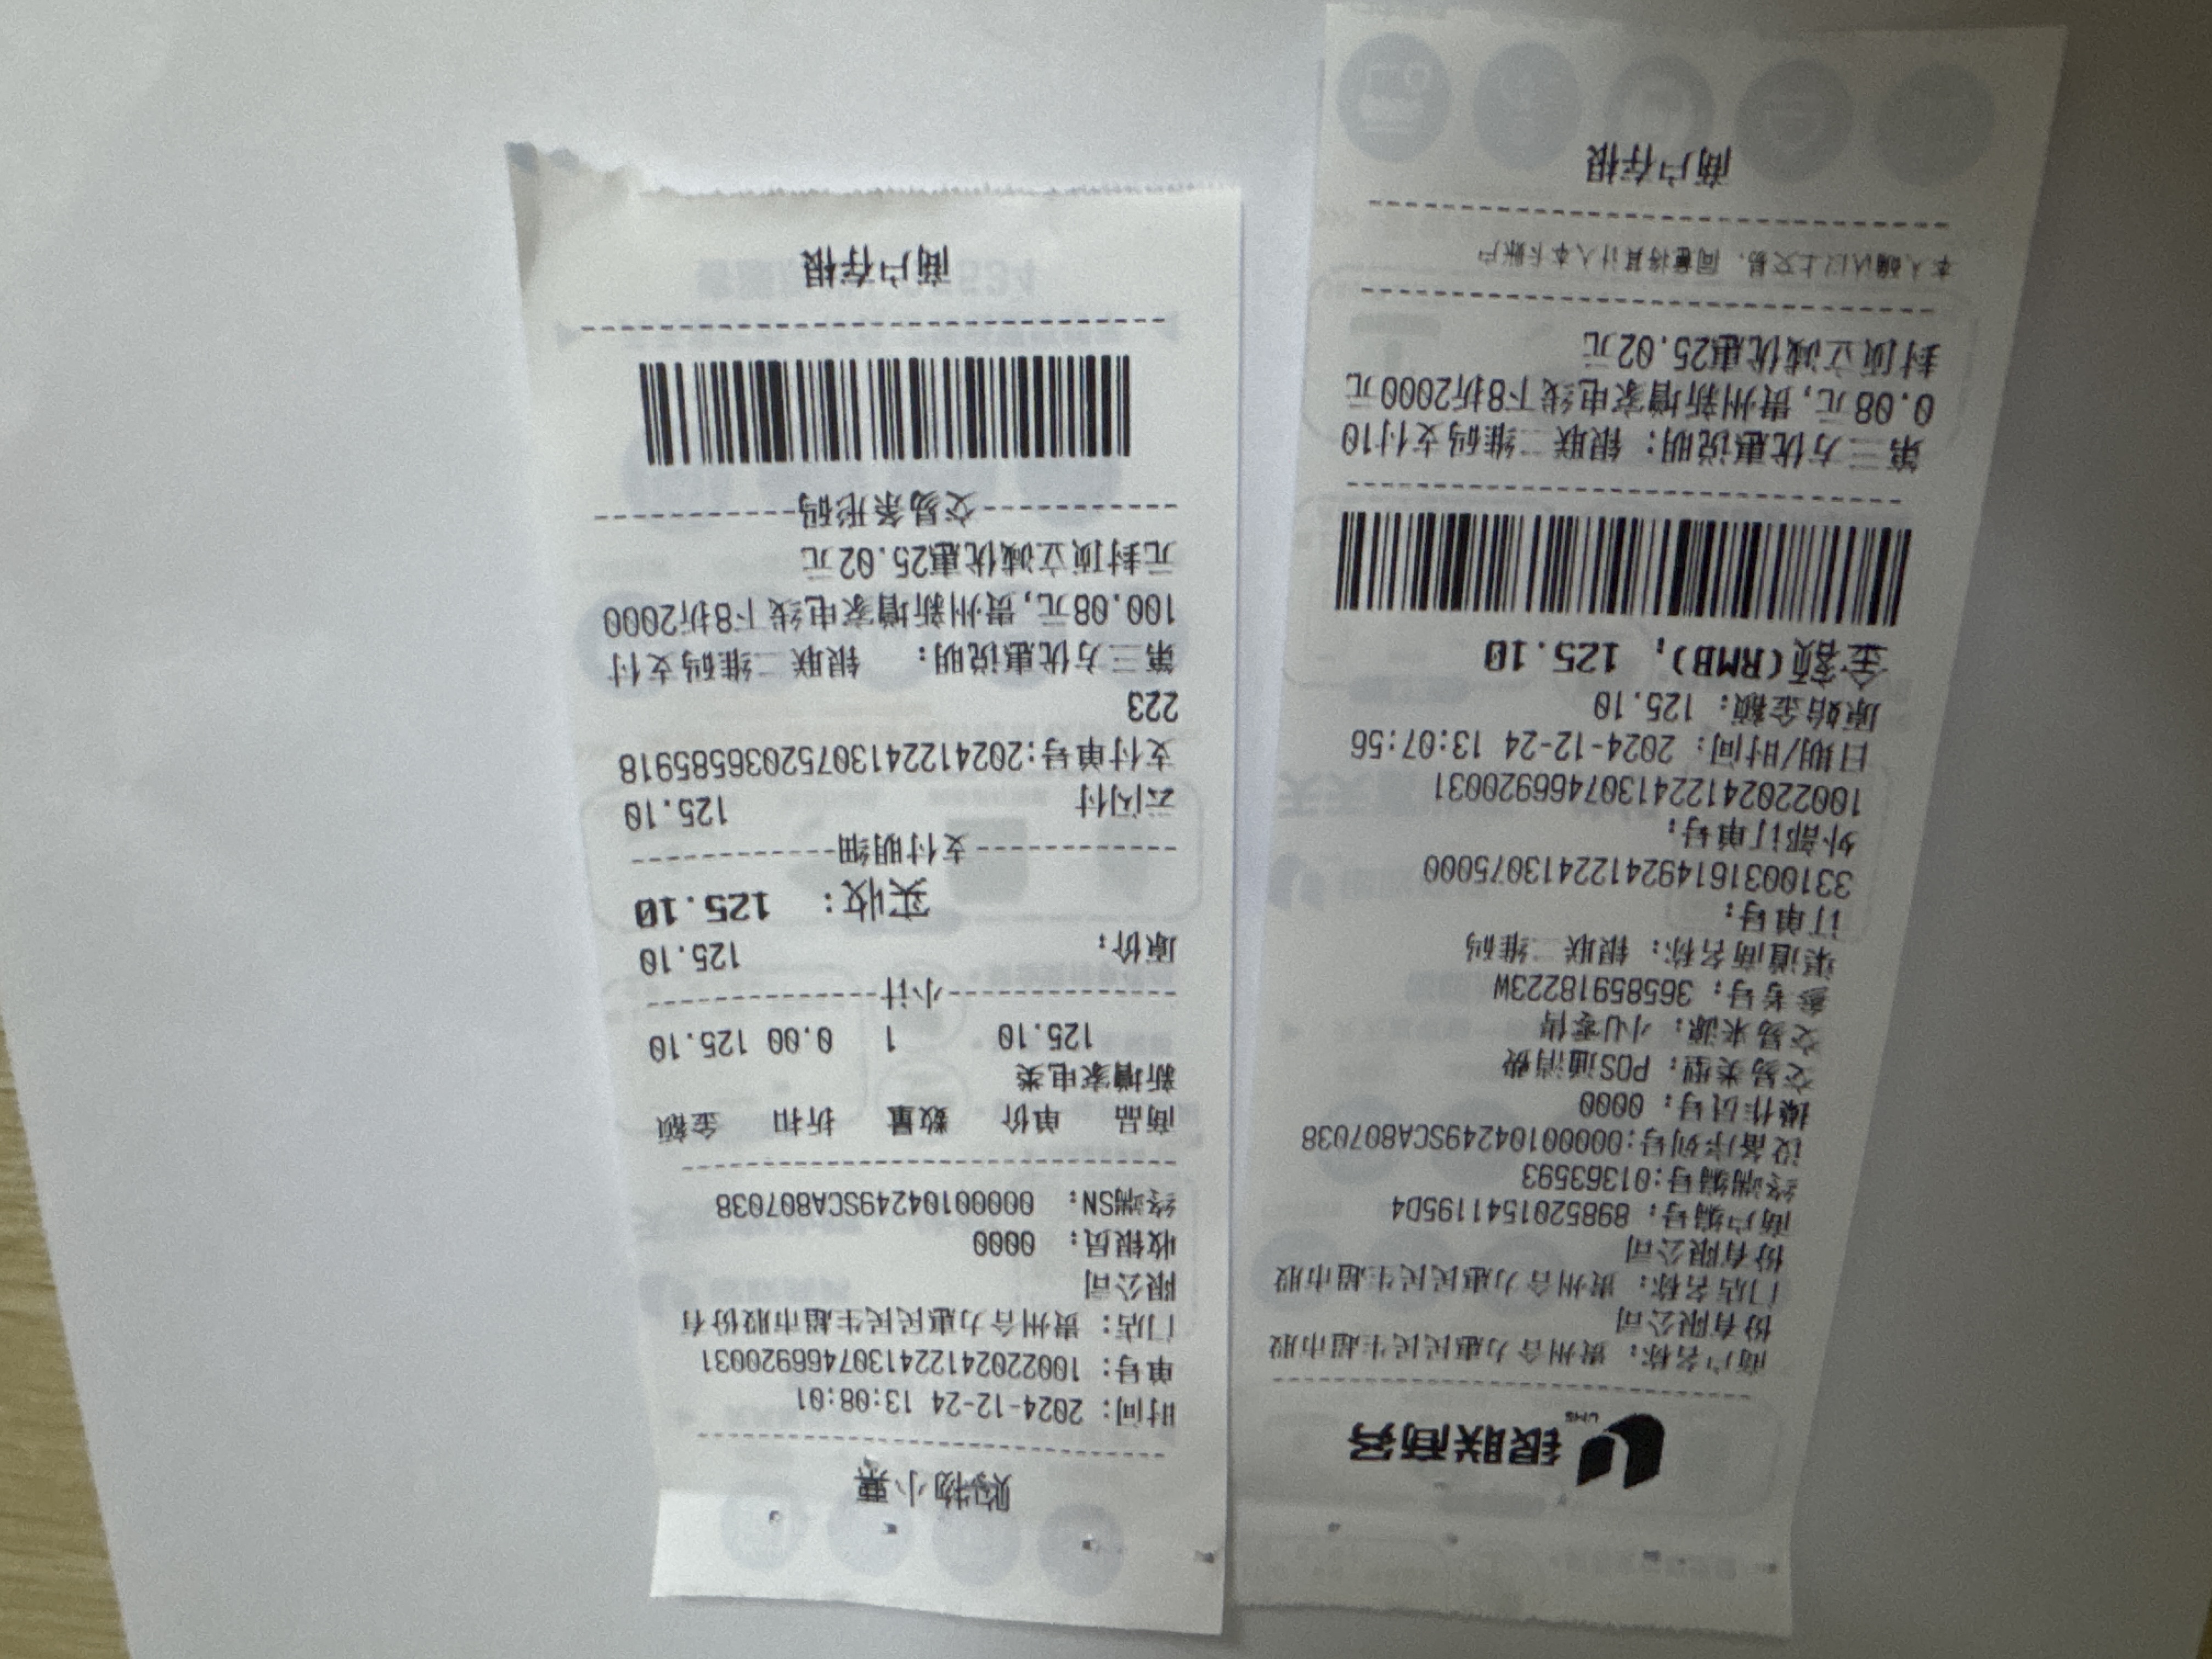 银联商务
UMS
商户名称: 贵州合力惠民民生超市股
份有限公司
门店名称: 贵州合力惠民民生超市股
份有限公司
商户编号: 8985201541195D4
终端编号:01363593
设备序列号:00000104249SCA807038
操作员号: 0000
交易类型: POS通消费
交易来源: 小U零售
参考号: 36585918223W
渠道商名称: 银联二维码
订单号:
3310031614924122413075000
外部订单号:
1002202412241307466920031
日期/时间: 2024-12-24 13:07:56
原始金额: 125.10
金额(RMB): 125.10
第三方优惠说明: 银联二维码支付10
0.08元,贵州新增家电线下8折2000元
封顶立减优惠25.02元
本人确认以上交易, 同意将其计入本卡账户
商户存根
购物小票
时间: 2024-12-24 13:08:01
单号: 1002202412241307466920031
门店: 贵州合力惠民民生超市股份有
限公司
收银员: 0000
终端SN: 00000104249SCA807038
商品 单价 数量 折扣 金额
新增家电类
125.10 1 0.00 125.10
小计
原价: 125.10
实收: 125.10
支付明细
云闪付 125.10
支付单号:20241224130752036585918
223
第三方优惠说明: 银联二维码支付
100.08元,贵州新增家电线下8折2000
元封顶立减优惠25.02元
交易条形码
商户存根